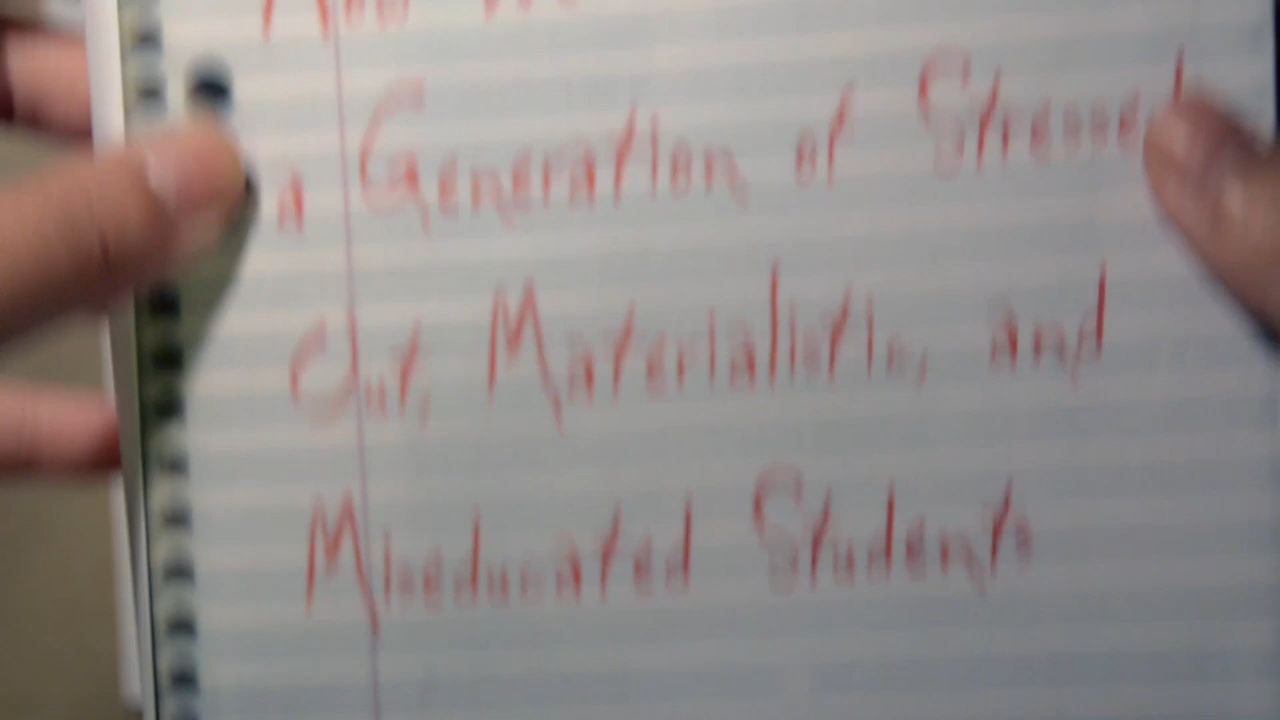 a Generation of Stressed
Out, Materialistic, and
Miseducated Students